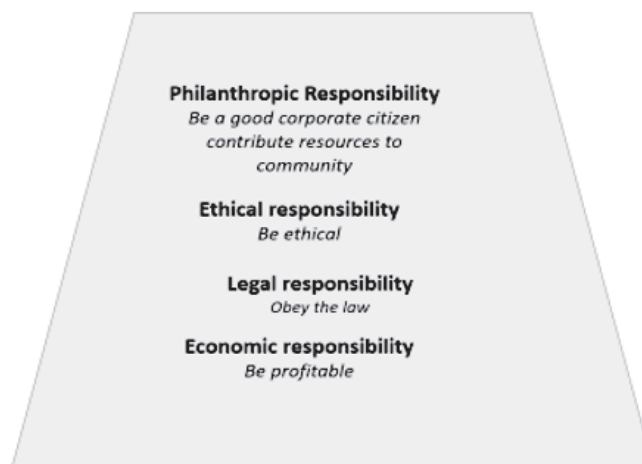 Philanthropic Responsibility
Be a good corporate citizen
contribute resources to
community
Ethical responsibility
Be ethical
Legal responsibility
Obey the law
Economic responsibility
Be profitable